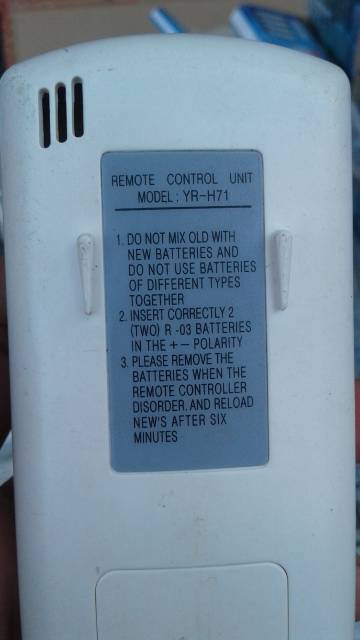 REMOTE CONTROL UNIT
MODEL: YR-H71
1. DO NOT MIX OLD WITH
NEW BATTERIES AND
DO NOT USE BATTERIES
OF DIFFERENT TYPES
TOGETHER
2. INSERT CORRECTLY 2
(TWO) R -03 BATTERIES
IN THE + - POLARITY
3. PLEASE REMOVE THE
BATTERIES WHEN THE
REMOTE CONTROLLER
DISORDER, AND RELOAD
NEW'S AFTER SIX
MINUTES